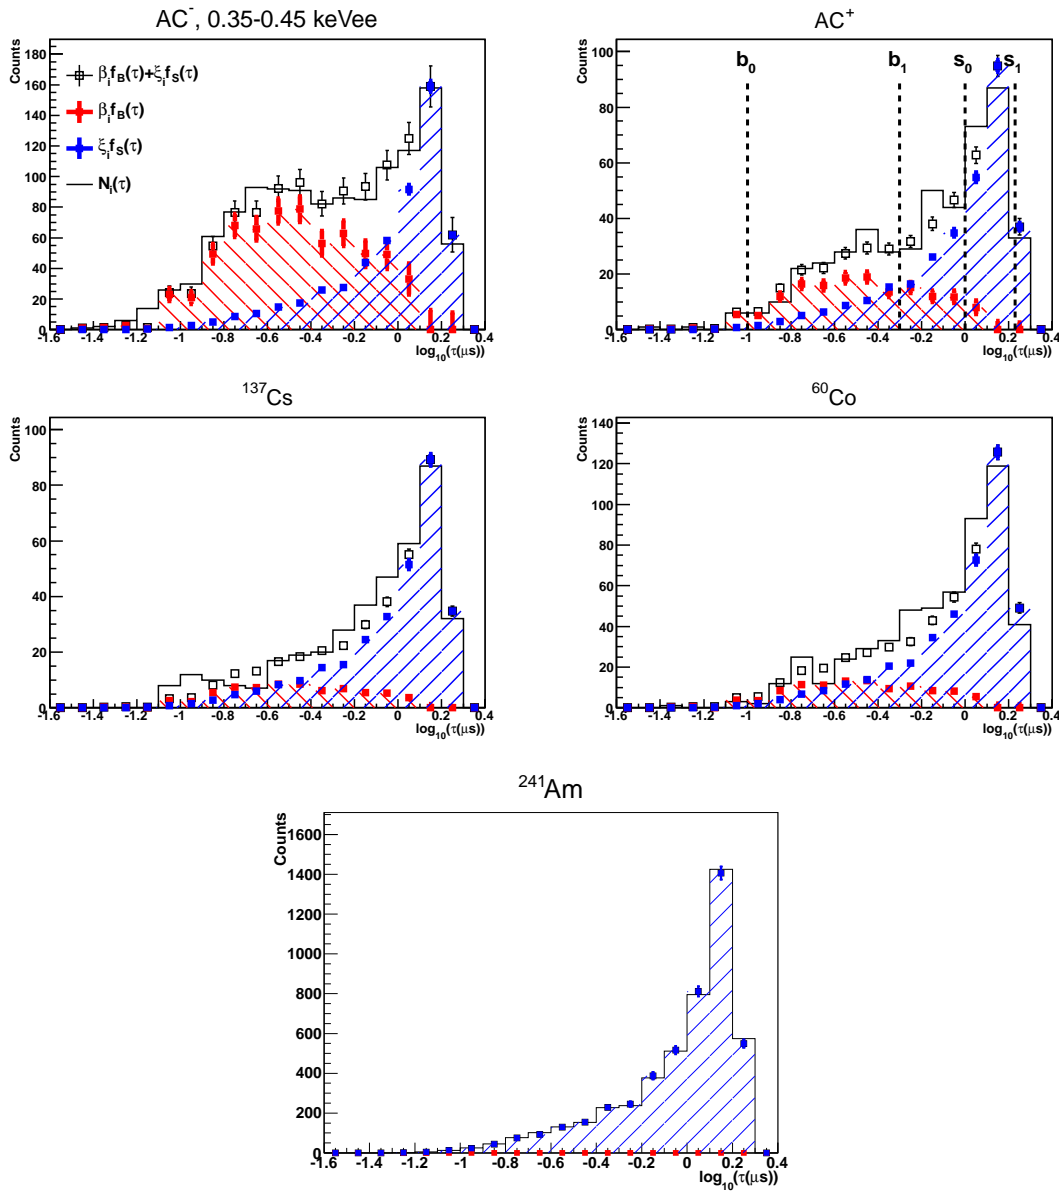 AC⁻, 0.35-0.45 keVee
Counts
180
160
140
120
100
80
60
40
20
0
βᵢf_B(τ)+ξᵢf_S(τ)
βᵢf_B(τ)
ξᵢf_S(τ)
Nᵢ(τ)
-1.6 -1.4 -1.2 -1 -0.8 -0.6 -0.4 -0.2 0 0.2 0.4
log₁₀(τ(μs))
AC⁺
Counts
100
80
60
40
20
0
b₀ b₁ s₀ s₁
-1.6 -1.4 -1.2 -1 -0.8 -0.6 -0.4 -0.2 0 0.2 0.4
log₁₀(τ(μs))
¹³⁷Cs
Counts
100
80
60
40
20
0
-1.6 -1.4 -1.2 -1 -0.8 -0.6 -0.4 -0.2 0 0.2 0.4
log₁₀(τ(μs))
⁶⁰Co
Counts
140
120
100
80
60
40
20
0
-1.6 -1.4 -1.2 -1 -0.8 -0.6 -0.4 -0.2 0 0.2 0.4
log₁₀(τ(μs))
²⁴¹Am
Counts
1600
1400
1200
1000
800
600
400
200
0
-1.6 -1.4 -1.2 -1 -0.8 -0.6 -0.4 -0.2 0 0.2 0.4
log₁₀(τ(μs))